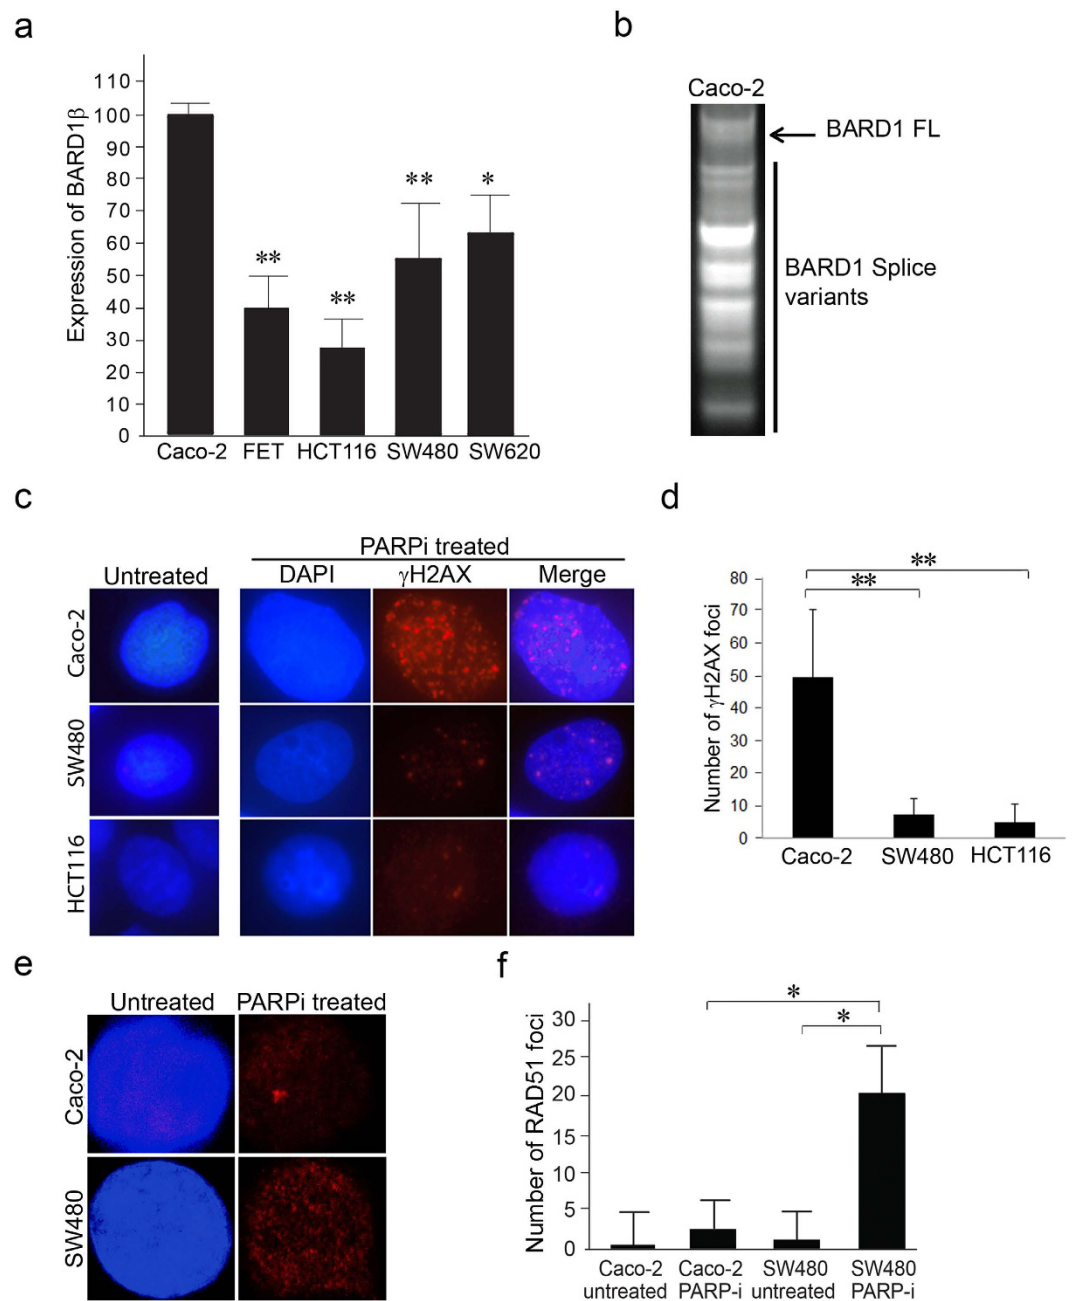 a
Expression of BARD1β
110
100
90
80
70
60
50
40
30
20
10
0
**
**
**
*
Caco-2 FET HCT116 SW480 SW620
b
Caco-2
BARD1 FL
BARD1 Splice
variants
c
PARPi treated
Untreated DAPI γH2AX Merge
Caco-2
SW480
HCT116
d
Number of γH2AX foci
80
70
60
50
40
30
20
10
0
**
**
Caco-2 SW480 HCT116
e
Untreated PARPi treated
Caco-2
SW480
f
Number of RAD51 foci
30
25
20
15
10
5
0
*
*
Caco-2 Caco-2 SW480 SW480
untreated PARP-i untreated PARP-i